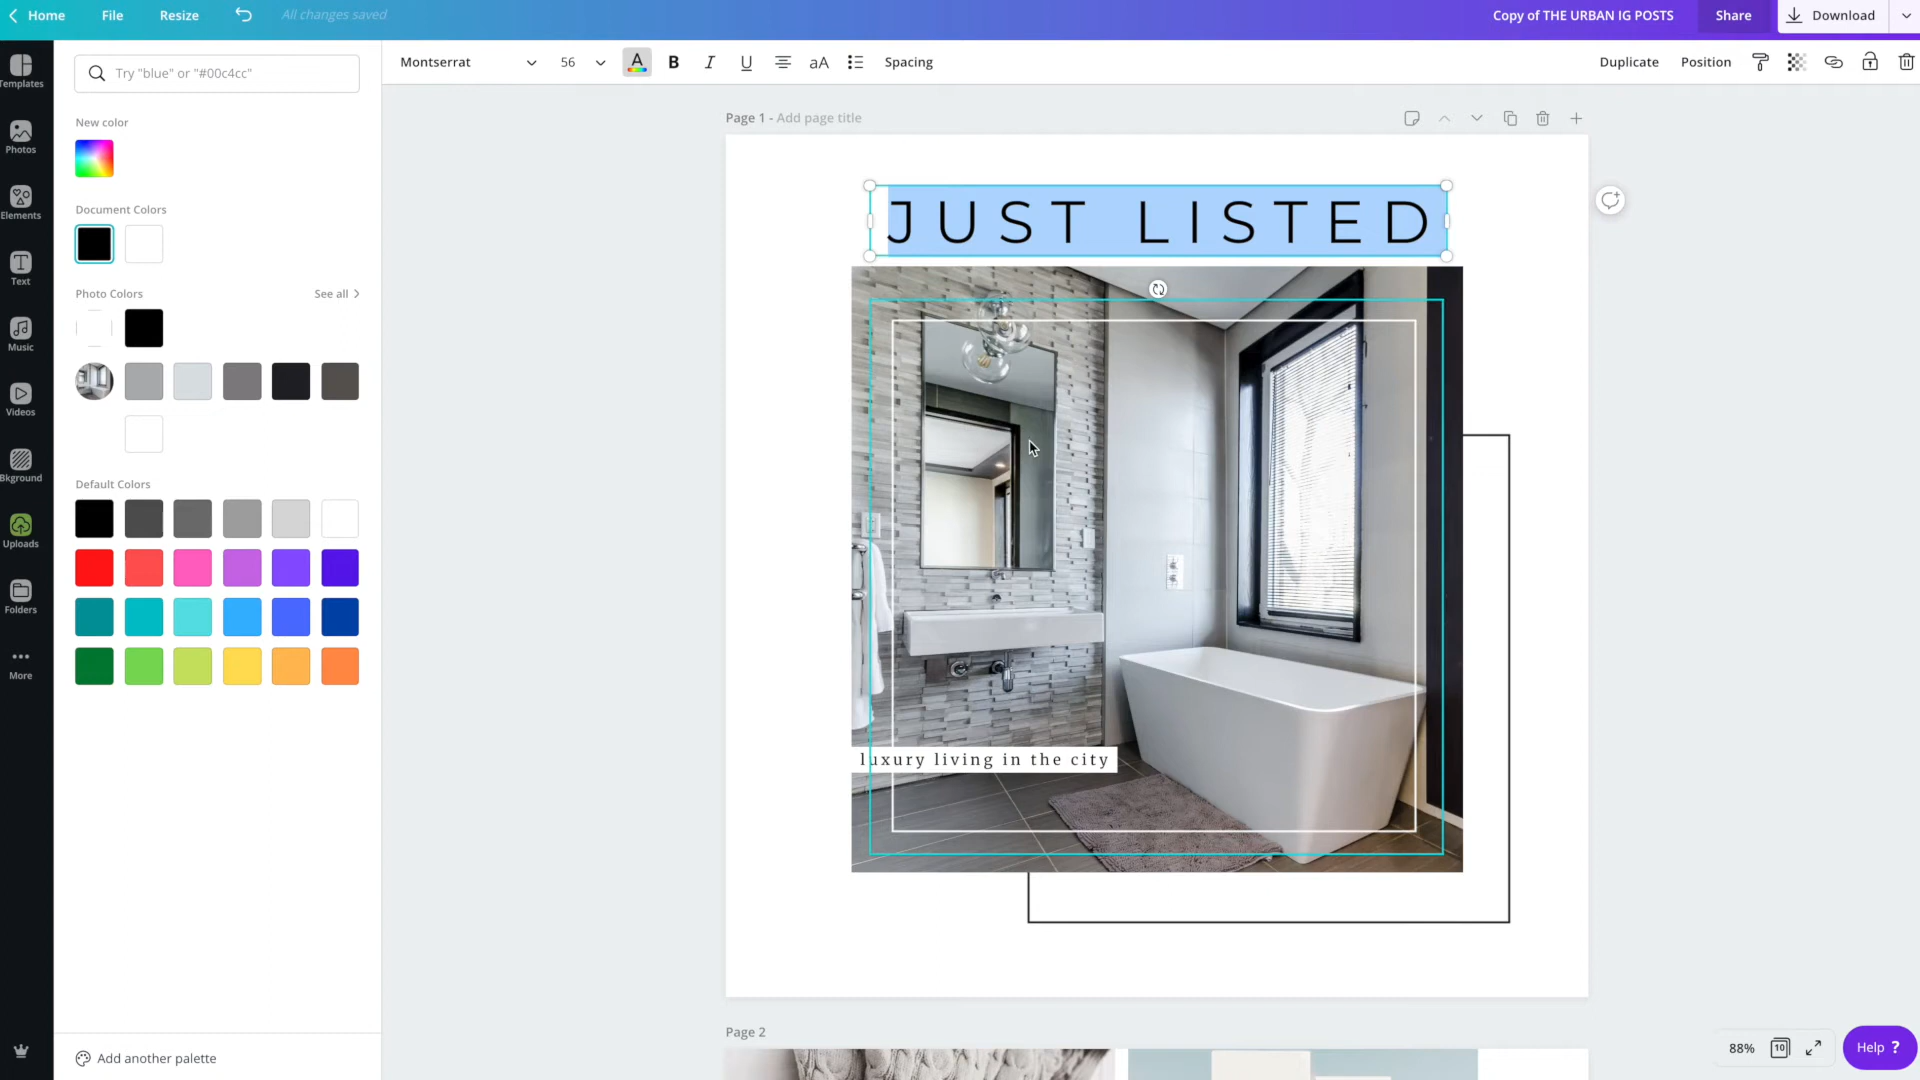 Home File Resize All changes saved Copy of THE URBAN IG POSTS Share Download
Templates
Photos
Elements
Text
Music
Videos
Bkground
Uploads
Folders
More
Try "blue" or "#00c4cc"
New color
Document Colors
Photo Colors See all
Default Colors
Add another palette
Montserrat 56 A B I U aA Spacing Duplicate Position
Page 1 - Add page title
JUST LISTED
luxury living in the city
Page 2
88% 10 Help ?